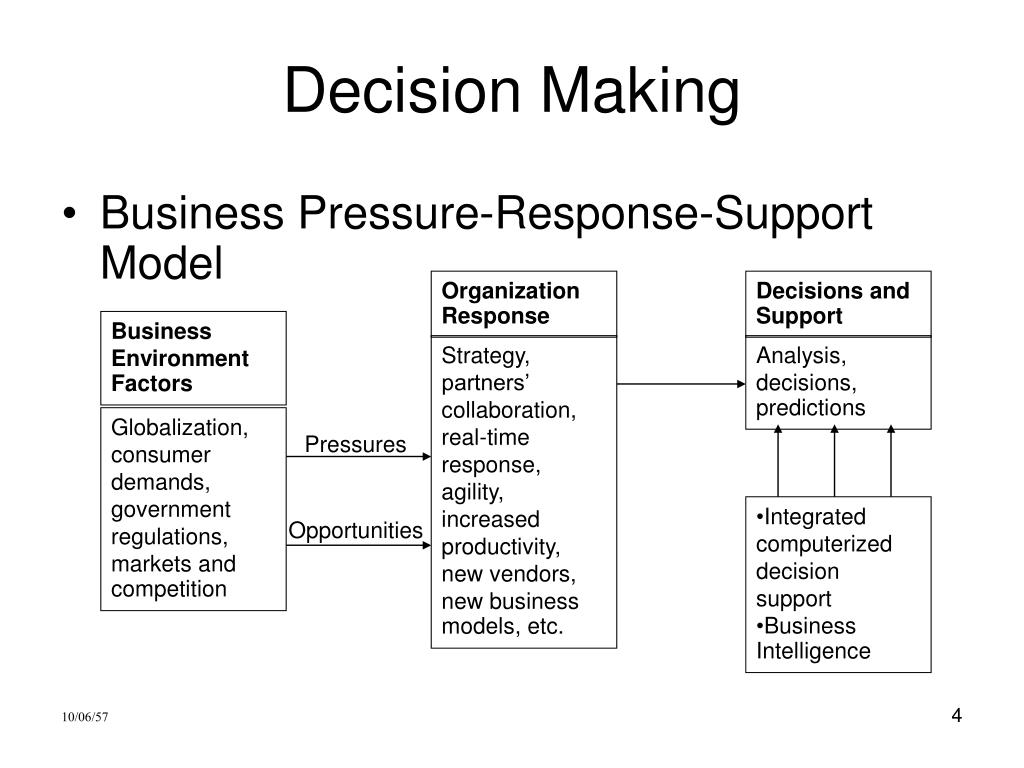 Decision Making
• Business Pressure-Response-Support
Model
Business
Environment
Factors
Globalization,
consumer
demands,
government
regulations,
markets and
competition
Pressures
Opportunities
Organization
Response
Strategy,
partners’
collaboration,
real-time
response,
agility,
increased
productivity,
new vendors,
new business
models, etc.
Decisions and
Support
Analysis,
decisions,
predictions
•Integrated
computerized
decision
support
•Business
Intelligence
10/06/57
4